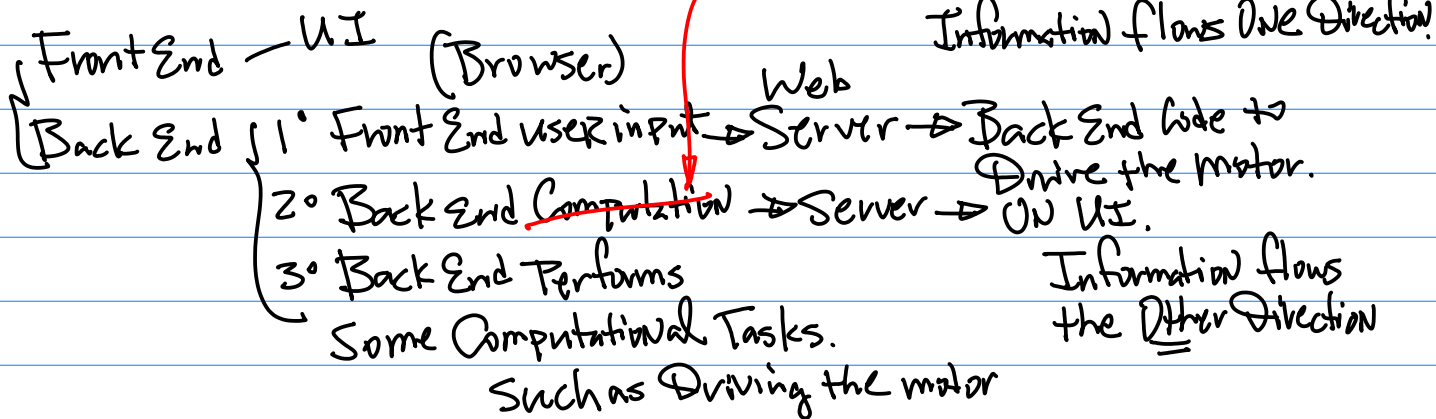 Information flows One Direction.
Front End — UI
(Browser)
Back End 1° Front End user input → Web Server → Back End Code to
Drive the motor.
2° Back End Computation → Server → ON UI.
3° Back End Performs
Information flows
Some Computational Tasks.
the Other Direction
Such as Driving the motor